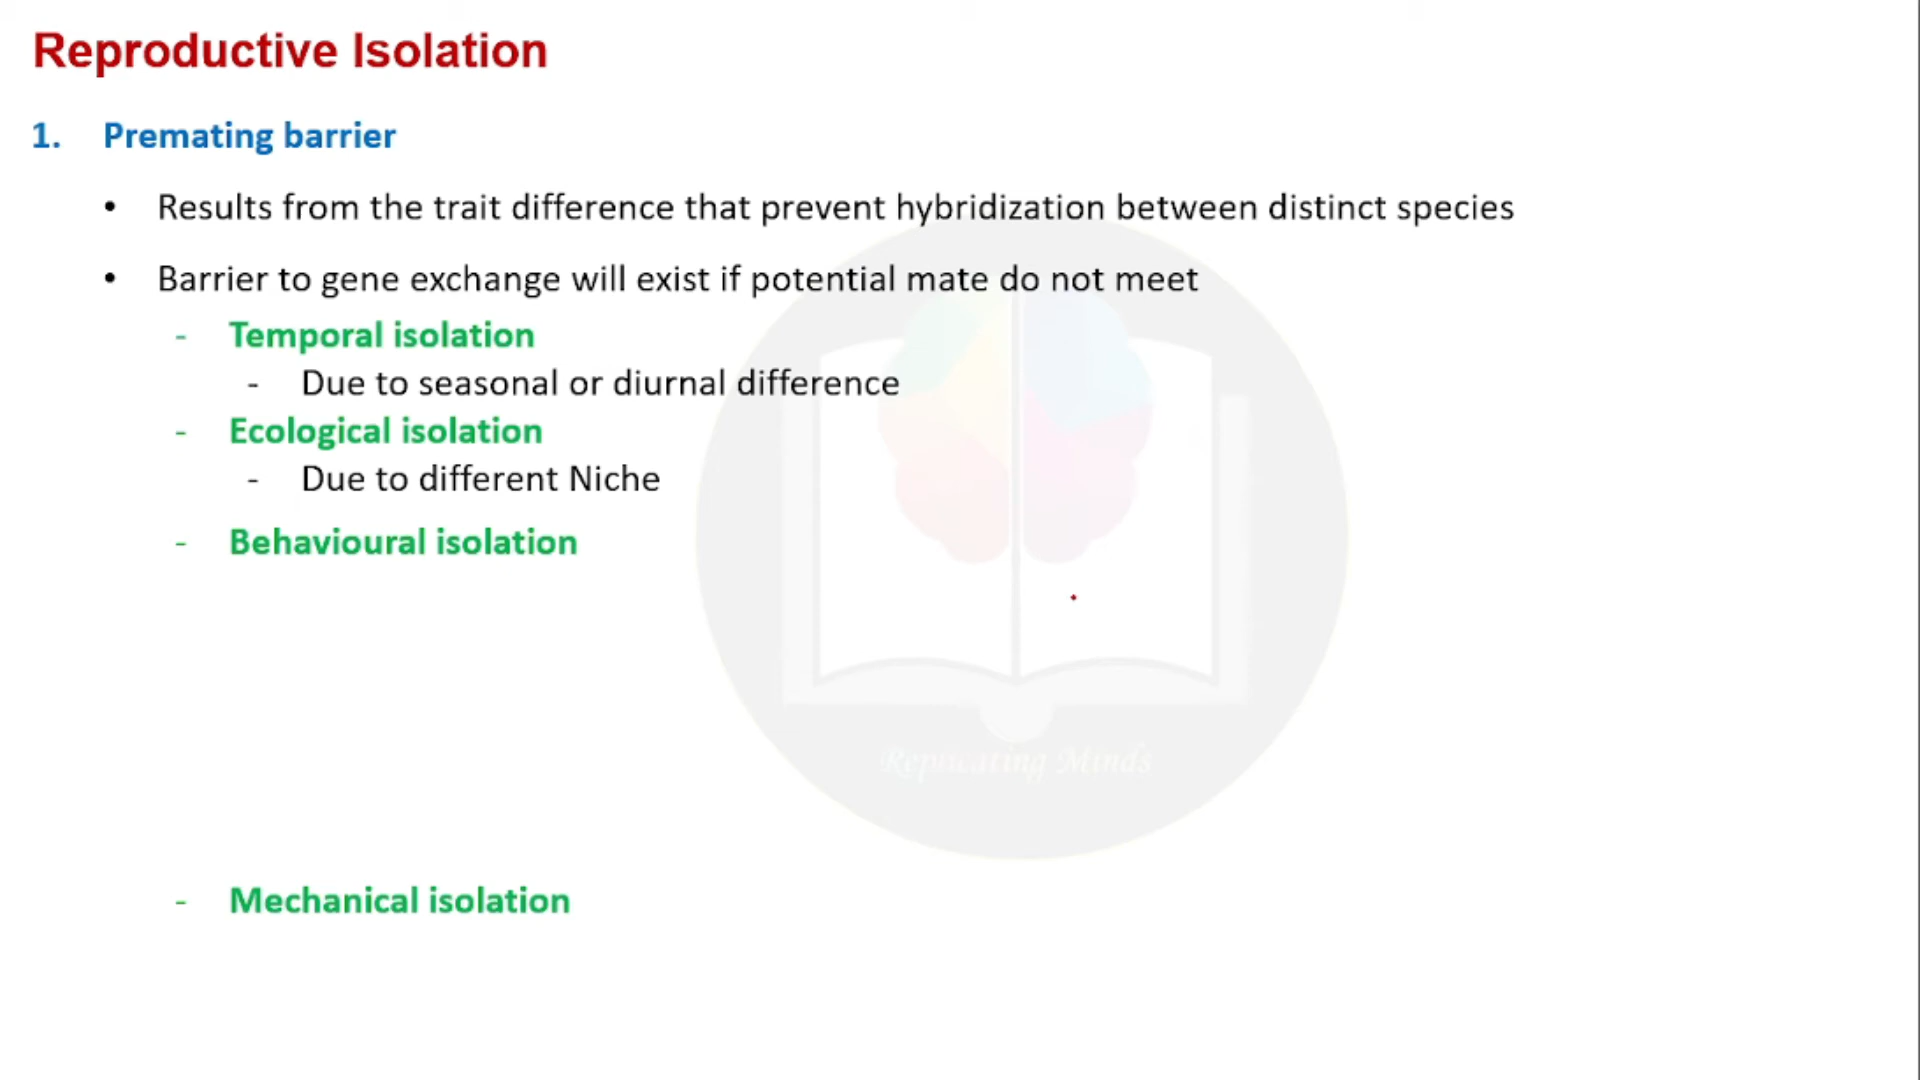 Reproductive Isolation
1. Premating barrier
• Results from the trait difference that prevent hybridization between distinct species
• Barrier to gene exchange will exist if potential mate do not meet
- Temporal isolation
- Due to seasonal or diurnal difference
- Ecological isolation
- Due to different Niche
- Behavioural isolation
Replicating Minds
- Mechanical isolation